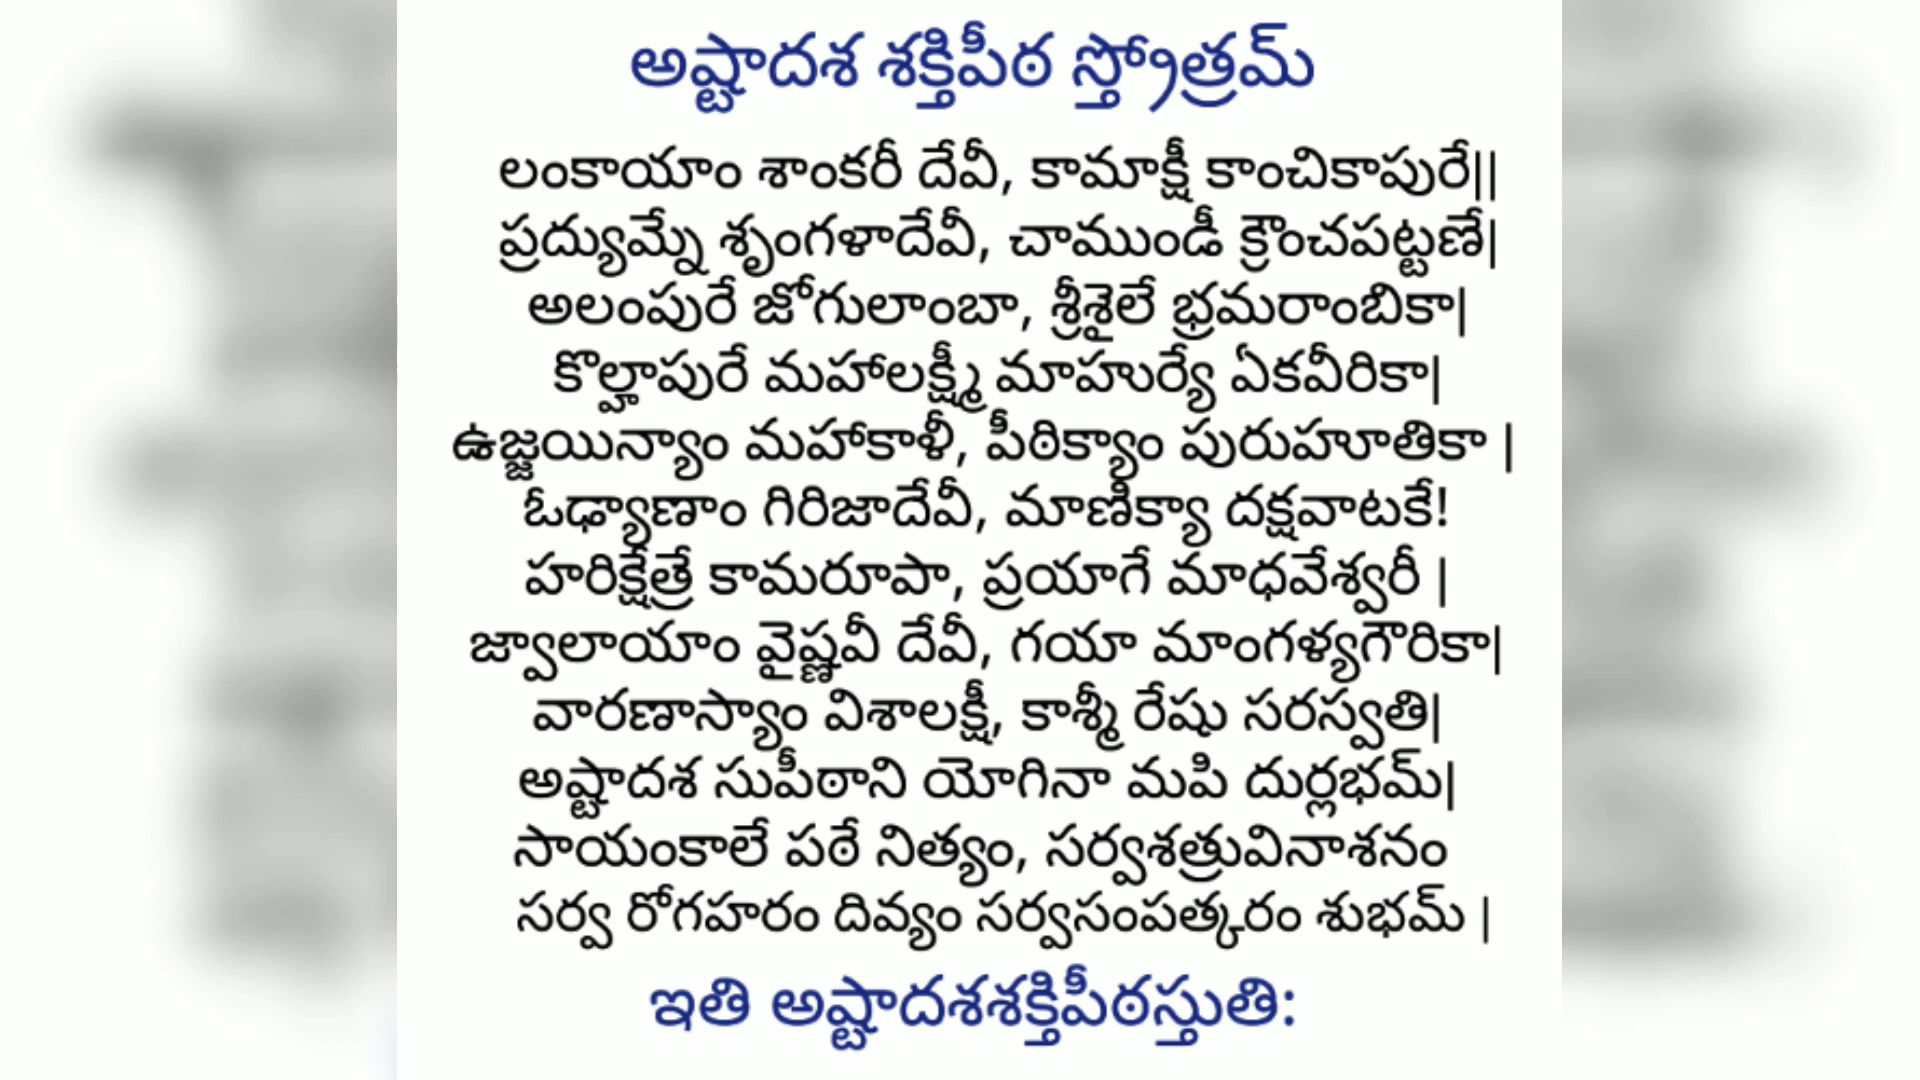 అష్టాదశ శక్తిపీఠ స్త్రోత్రమ్
లంకాయాం శాంకరీ దేవీ, కామాక్షీ కాంచికాపురే||
ప్రద్యుమ్నే శృంగళాదేవీ, చాముండీ క్రౌంచపట్టణే|
అలంపురే జోగులాంబా, శ్రీశైలే భ్రమరాంబికా|
కొల్హాపురే మహాలక్ష్మీ మాహుర్యే ఏకవీరికా|
ఉజ్జయిన్యాం మహాకాళీ, పీఠిక్యాం పురుహూతికా |
ఓఢ్యాణాం గిరిజాదేవీ, మాణిక్యా దక్షవాటకే!
హరిక్షేత్రే కామరూపా, ప్రయాగే మాధవేశ్వరీ |
జ్వాలాయాం వైష్ణవీ దేవీ, గయా మాంగళ్యగౌరికా|
వారణాస్యాం విశాలక్షీ, కాశ్మీ రేషు సరస్వతి|
అష్టాదశ సుపీఠాని యోగినా మపి దుర్లభమ్|
సాయంకాలే పఠే నిత్యం, సర్వశత్రువినాశనం
సర్వ రోగహరం దివ్యం సర్వసంపత్కరం శుభమ్ |
ఇతి అష్టాదశశక్తిపీఠస్తుతి: